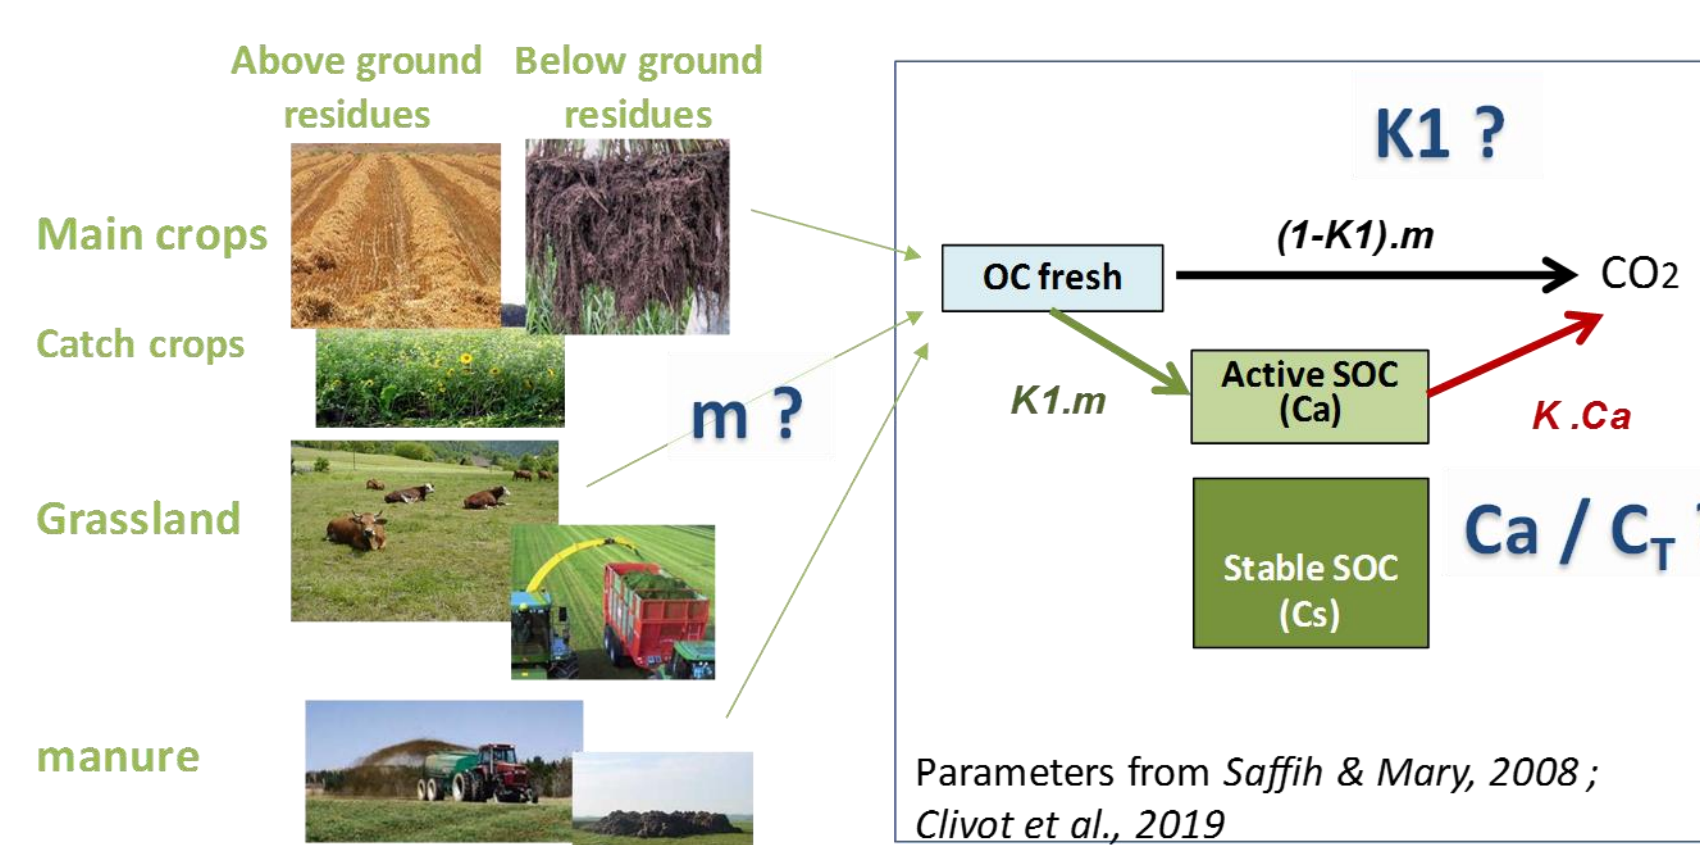 Above ground
residues
Below ground
residues
Main crops
Catch crops
Grassland
manure
m ?
K1 ?
(1-K1).m
OC fresh
CO2
K1.m
Active SOC
(Ca)
K .Ca
Stable SOC
(Cs)
Ca / CT ?
Parameters from Saffih & Mary, 2008 ;
Clivot et al., 2019